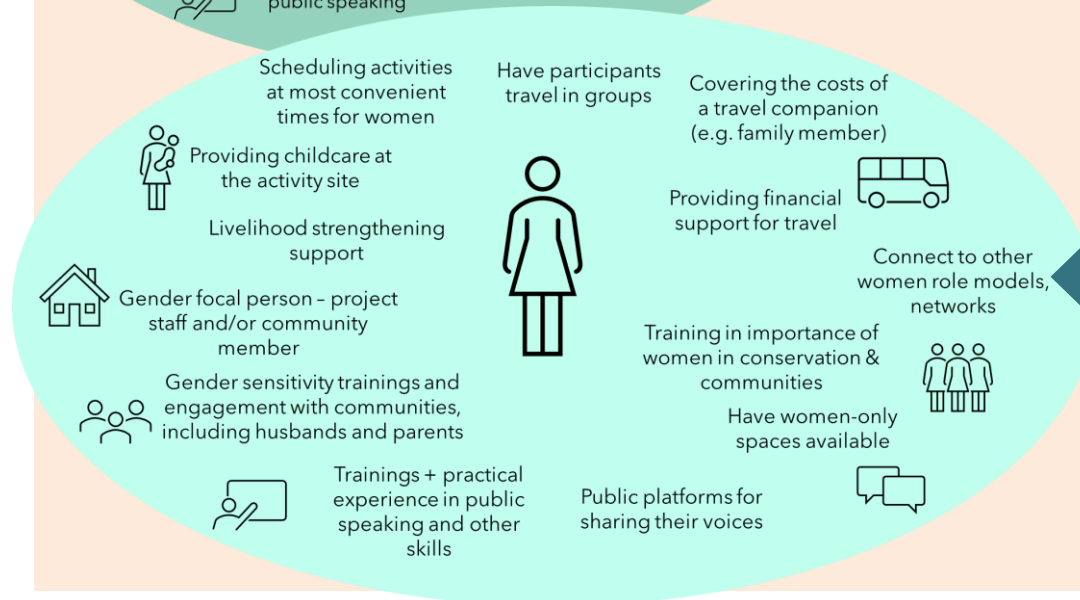 public speaking
Scheduling activities
at most convenient
times for women
Have participants
travel in groups
Covering the costs of
a travel companion
(e.g. family member)
Providing childcare at
the activity site
Providing financial
support for travel
Livelihood strengthening
support
Connect to other
women role models,
networks
Gender focal person – project
staff and/or community
member
Training in importance of
women in conservation &
communities
Gender sensitivity trainings and
engagement with communities,
including husbands and parents
Have women-only
spaces available
Trainings + practical
experience in public
speaking and other
skills
Public platforms for
sharing their voices